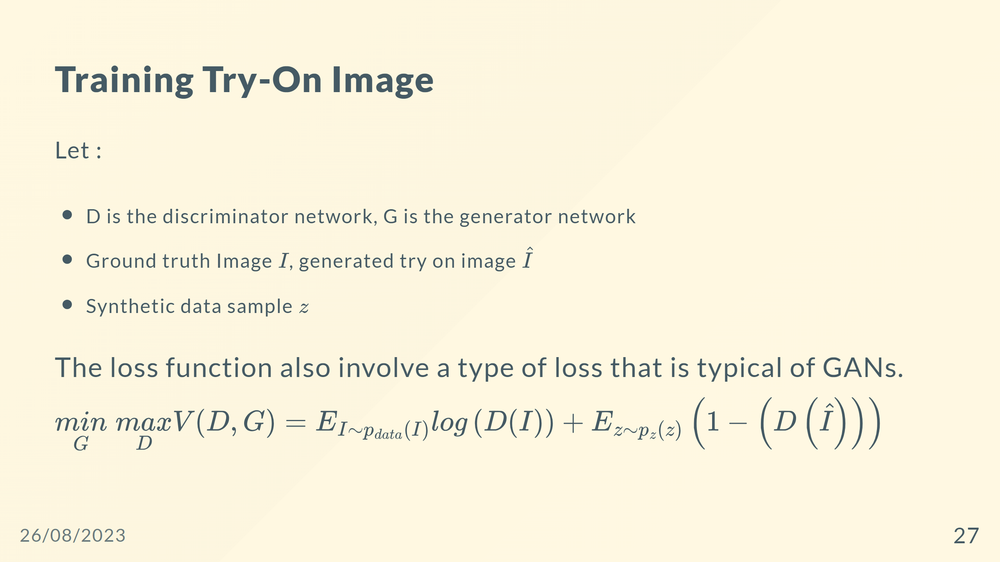 Training Try-On Image
Let :
• D is the discriminator network, G is the generator network
• Ground truth Image $I$, generated try on image $\hat{I}$
• Synthetic data sample $z$
The loss function also involve a type of loss that is typical of GANs.
$\underset{G}{min}\ \underset{D}{max} V(D, G) = E_{I \sim p_{data}(I)} log\left(D(I)\right) + E_{z \sim p_z(z)} \left(1 - \left(D\left(\hat{I}\right)\right)\right)$
26/08/2023
27